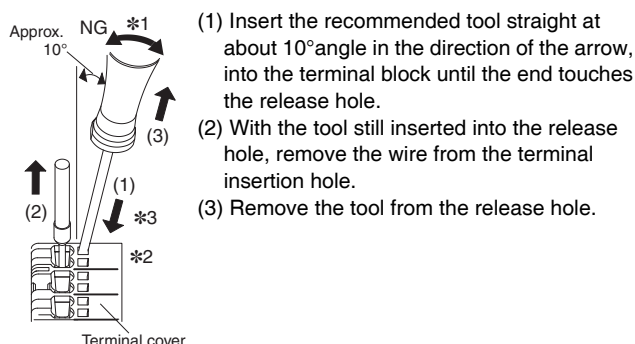 Approx.
10°
NG *1
(3)
(1)
(2)
*3
*2
Terminal cover
(1) Insert the recommended tool straight at
about 10°angle in the direction of the arrow,
into the terminal block until the end touches
the release hole.
(2) With the tool still inserted into the release
hole, remove the wire from the terminal
insertion hole.
(3) Remove the tool from the release hole.